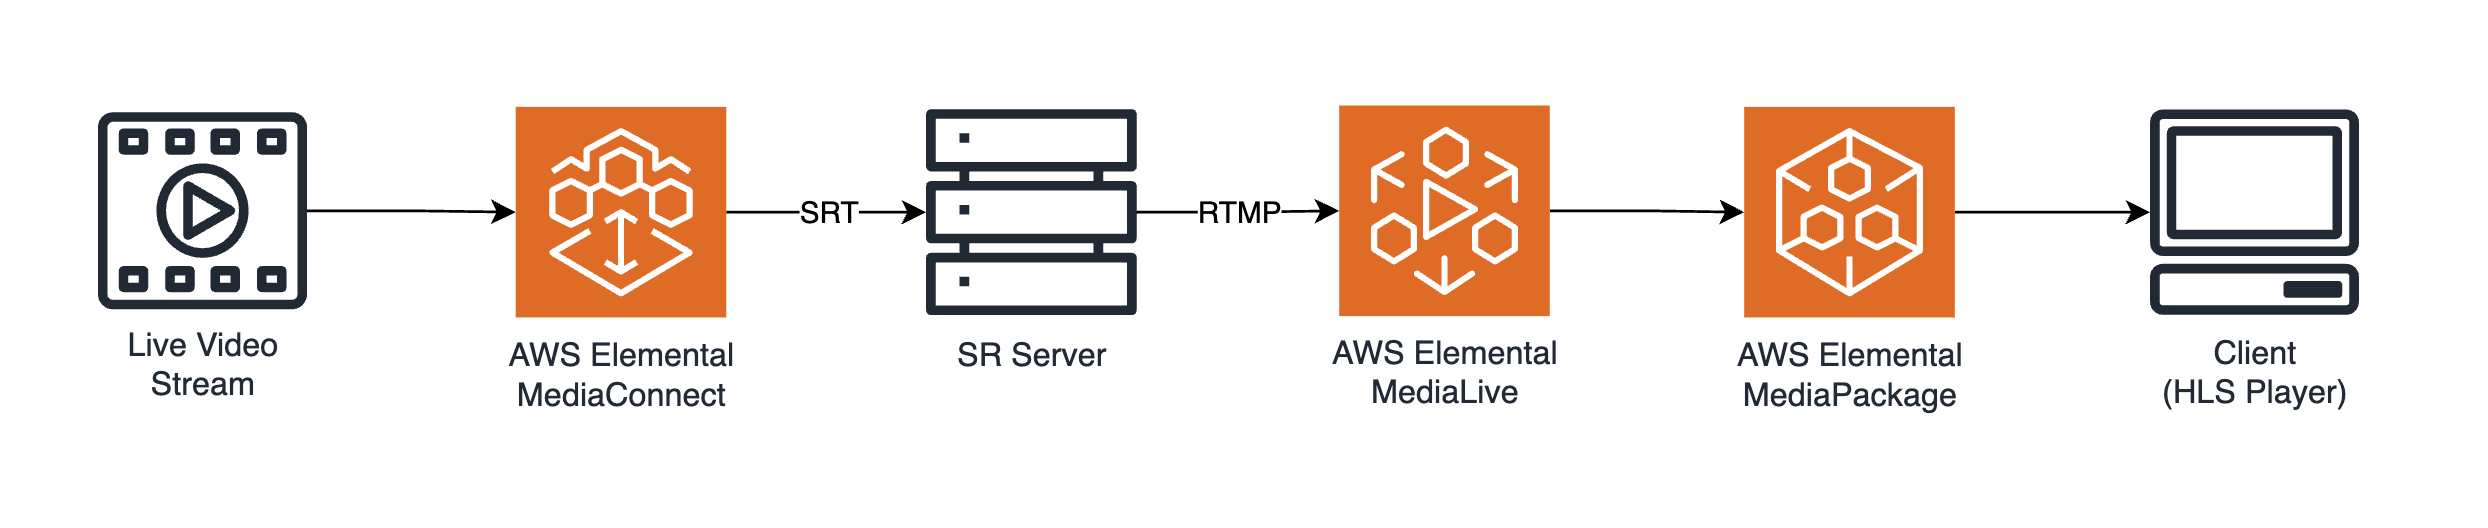 Live Video
Stream
AWS Elemental
MediaConnect
SRT
SR Server
RTMP
AWS Elemental
MediaLive
AWS Elemental
MediaPackage
Client
(HLS Player)